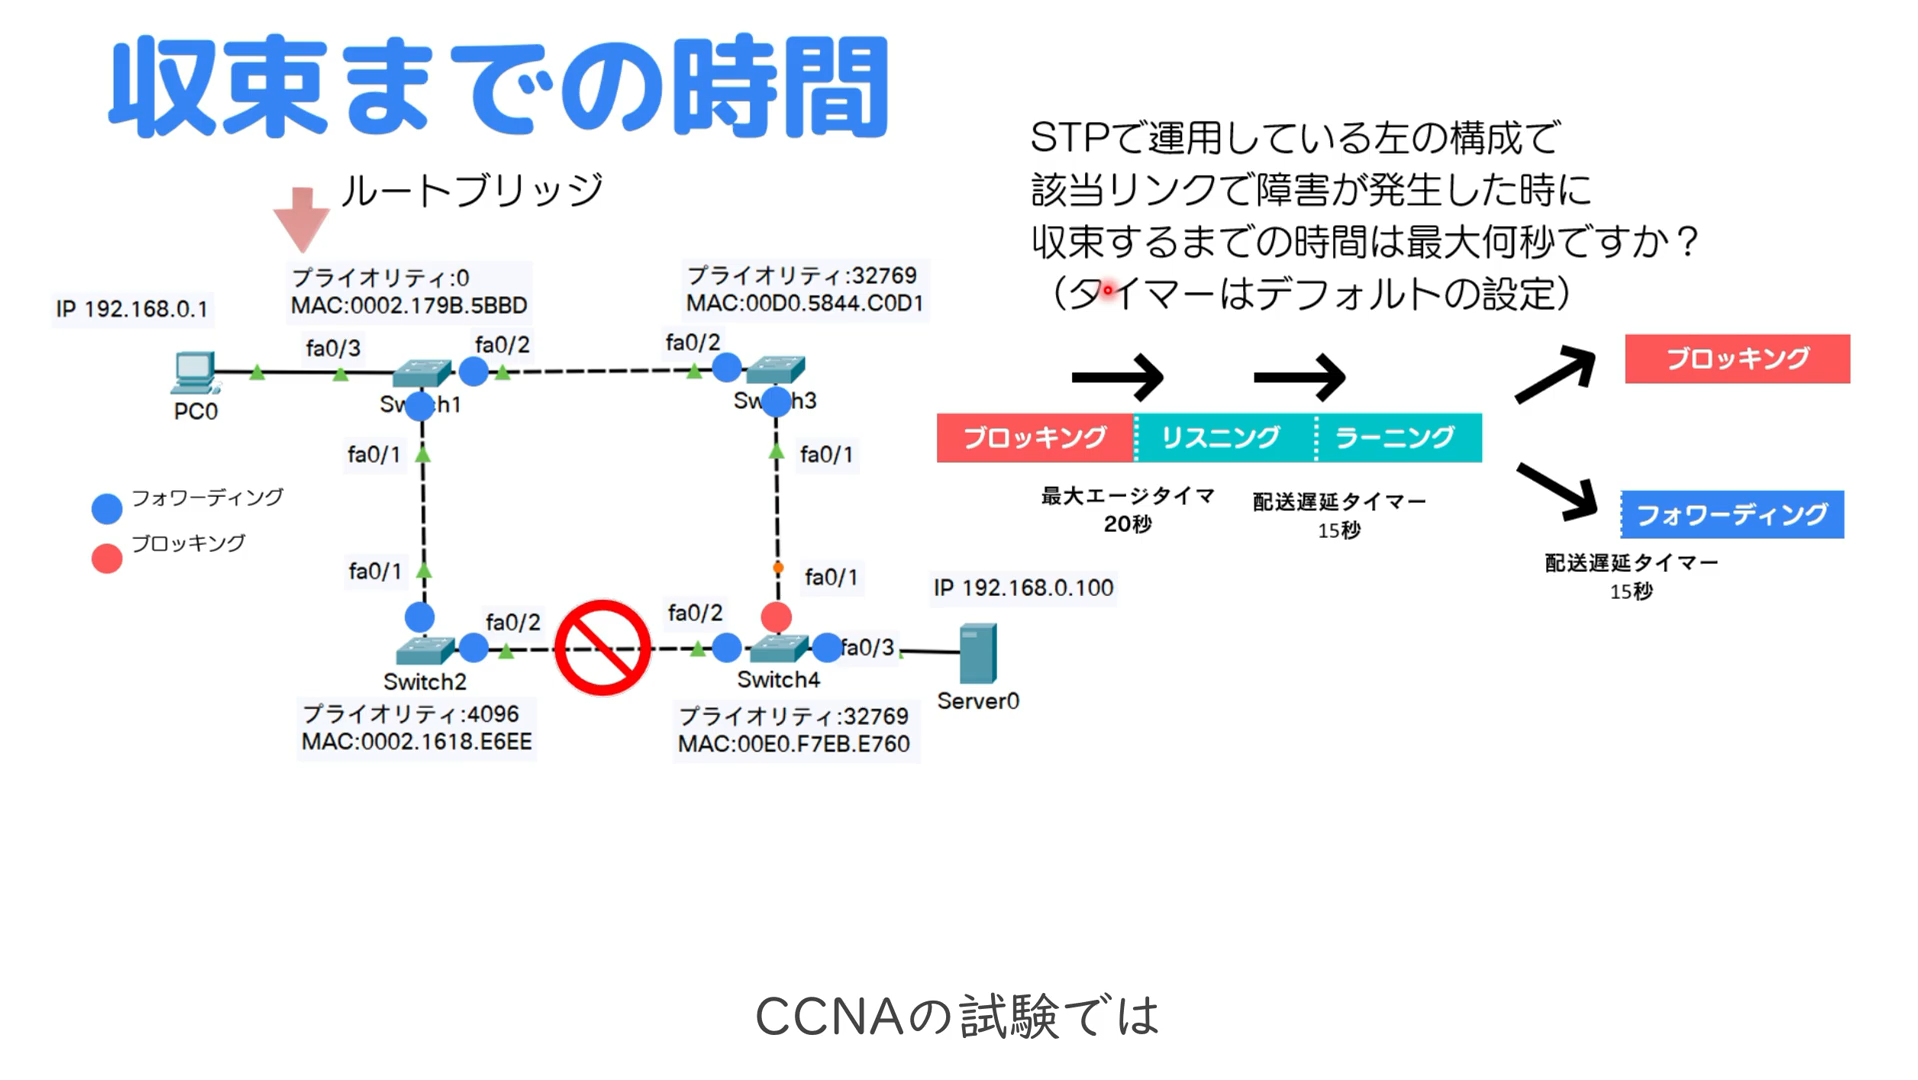 収束までの時間
ルートブリッジ
STPで運用している左の構成で
該当リンクで障害が発生した時に
収束するまでの時間は最大何秒ですか？
（タイマーはデフォルトの設定）
プライオリティ:0
MAC:0002.179B.5BBD
プライオリティ:32769
MAC:00D0.5844.C0D1
IP 192.168.0.1
fa0/3
fa0/2
fa0/2
PC0
Switch1
Switch3
fa0/1
fa0/1
フォワーディング
ブロッキング
fa0/1
fa0/1
fa0/2
fa0/2
fa0/3
IP 192.168.0.100
Switch2
Switch4
Server0
プライオリティ:4096
MAC:0002.1618.E6EE
プライオリティ:32769
MAC:00E0.F7EB.E760
ブロッキング
ブロッキング
リスニング
ラーニング
最大エージタイマ
20秒
配送遅延タイマー
15秒
フォワーディング
配送遅延タイマー
15秒
CCNAの試験では